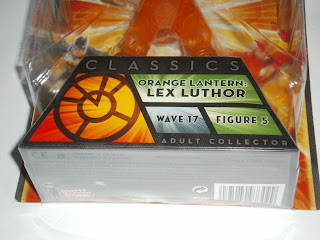 CLASSICS
ORANGE LANTERN:
LEX LUTHOR
WAVE 17 FIGURE 5
ADULT COLLECTOR